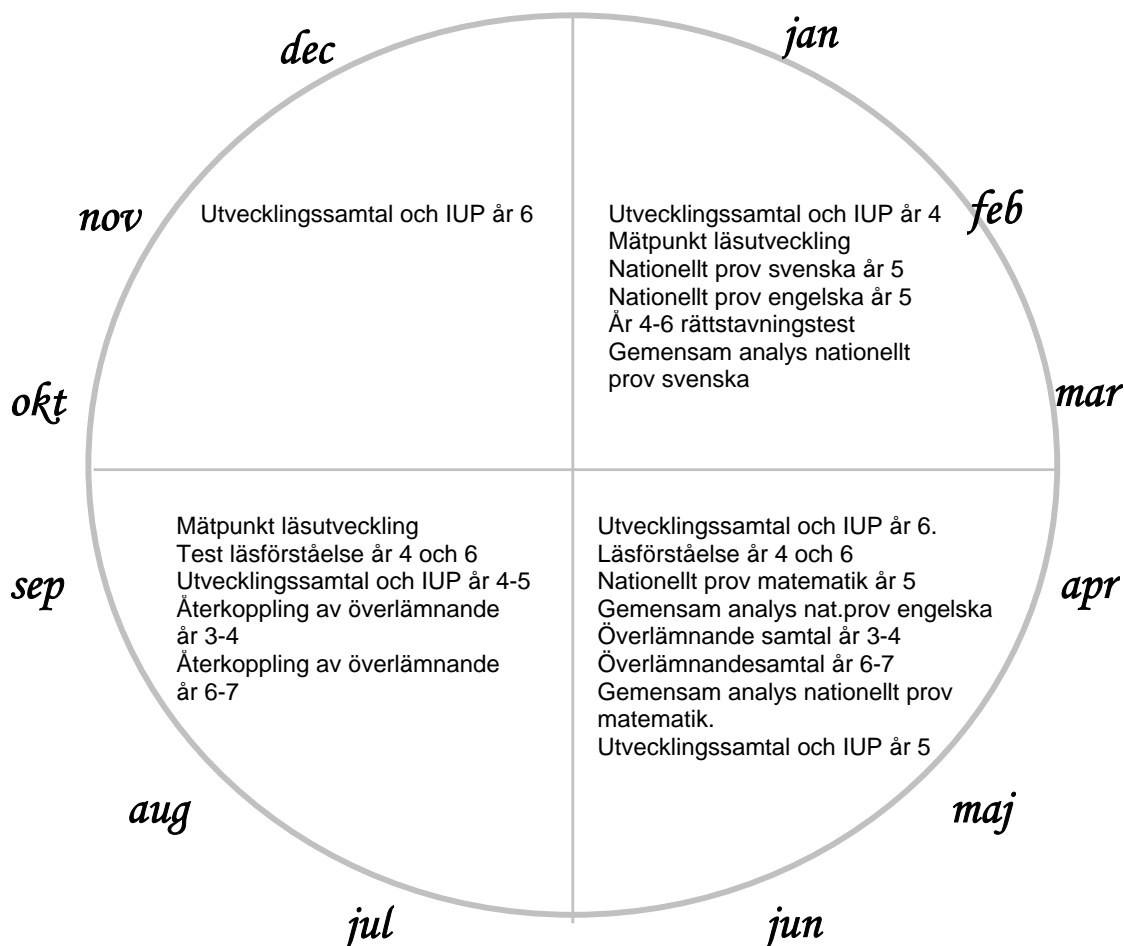 dec
jan
nov
Utvecklingssamtal och IUP år 6
Utvecklingssamtal och IUP år 4
feb
Mätpunkt läsutveckling
Nationellt prov svenska år 5
Nationellt prov engelska år 5
År 4-6 rättstavningstest
Gemensam analys nationellt
prov svenska
okt
mar
Mätpunkt läsutveckling
Test läsförståelse år 4 och 6
Utvecklingssamtal och IUP år 4-5
Återkoppling av överlämnande
år 3-4
Återkoppling av överlämnande
år 6-7
Utvecklingssamtal och IUP år 6.
Läsförståelse år 4 och 6
Nationellt prov matematik år 5
Gemensam analys nat.prov engelska
Överlämnande samtal år 3-4
Överlämnandesamtal år 6-7
Gemensam analys nationellt prov
matematik.
Utvecklingssamtal och IUP år 5
sep
apr
aug
maj
jul
jun